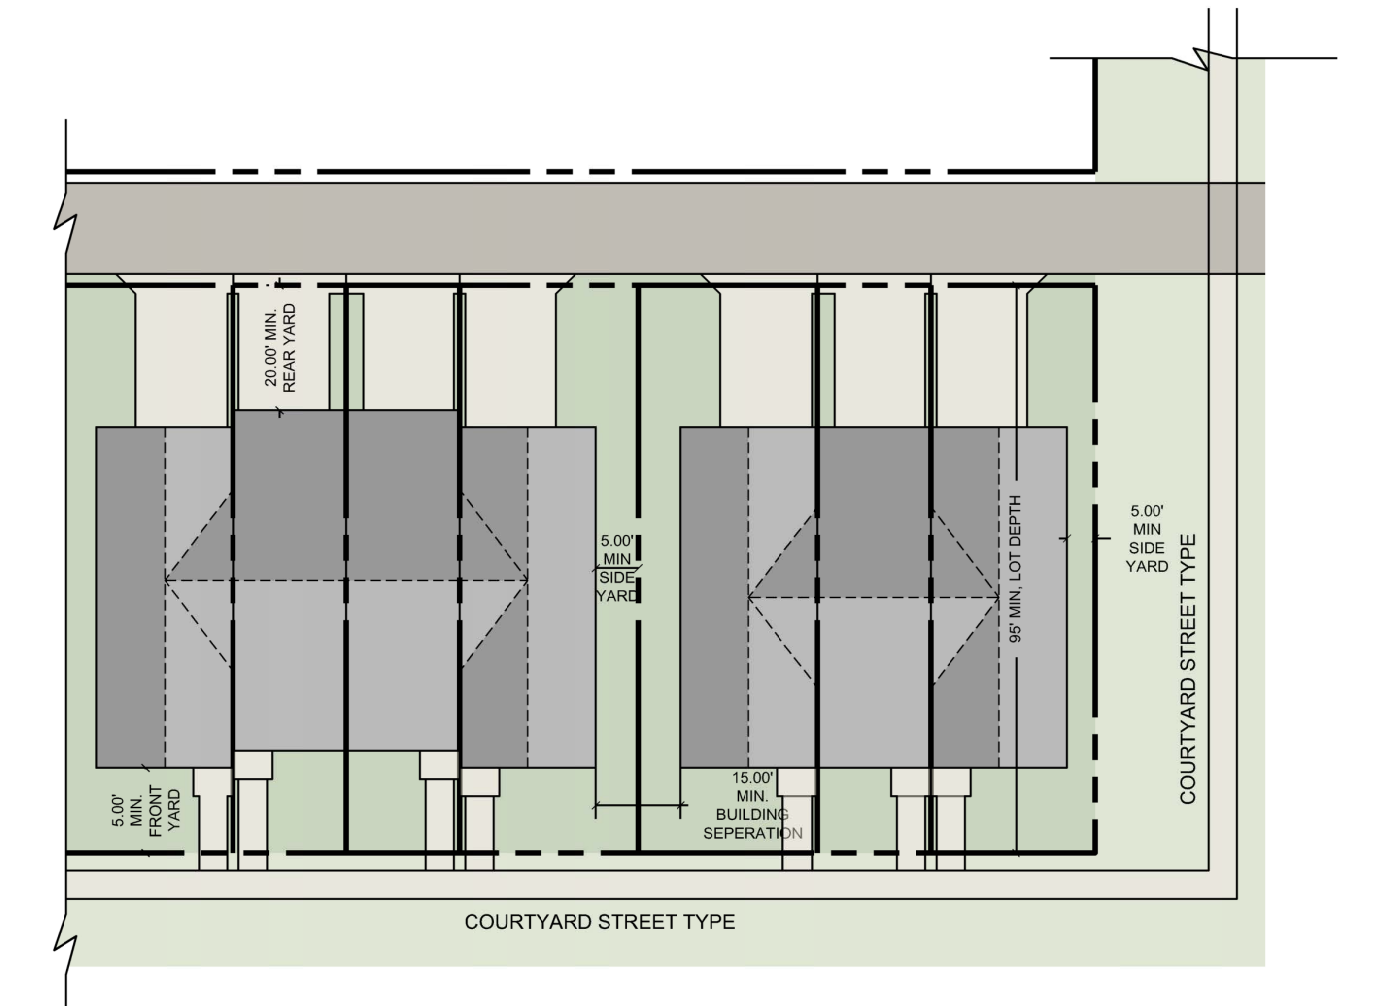 20.00' MIN.
REAR YARD
5.00'
MIN
SIDE
YARD
95' MIN, LOT DEPTH
5.00'
MIN
SIDE
YARD
COURTYARD STREET TYPE
5.00'
MIN.
FRONT
YARD
15.00'
MIN.
BUILDING
SEPERATION
COURTYARD STREET TYPE